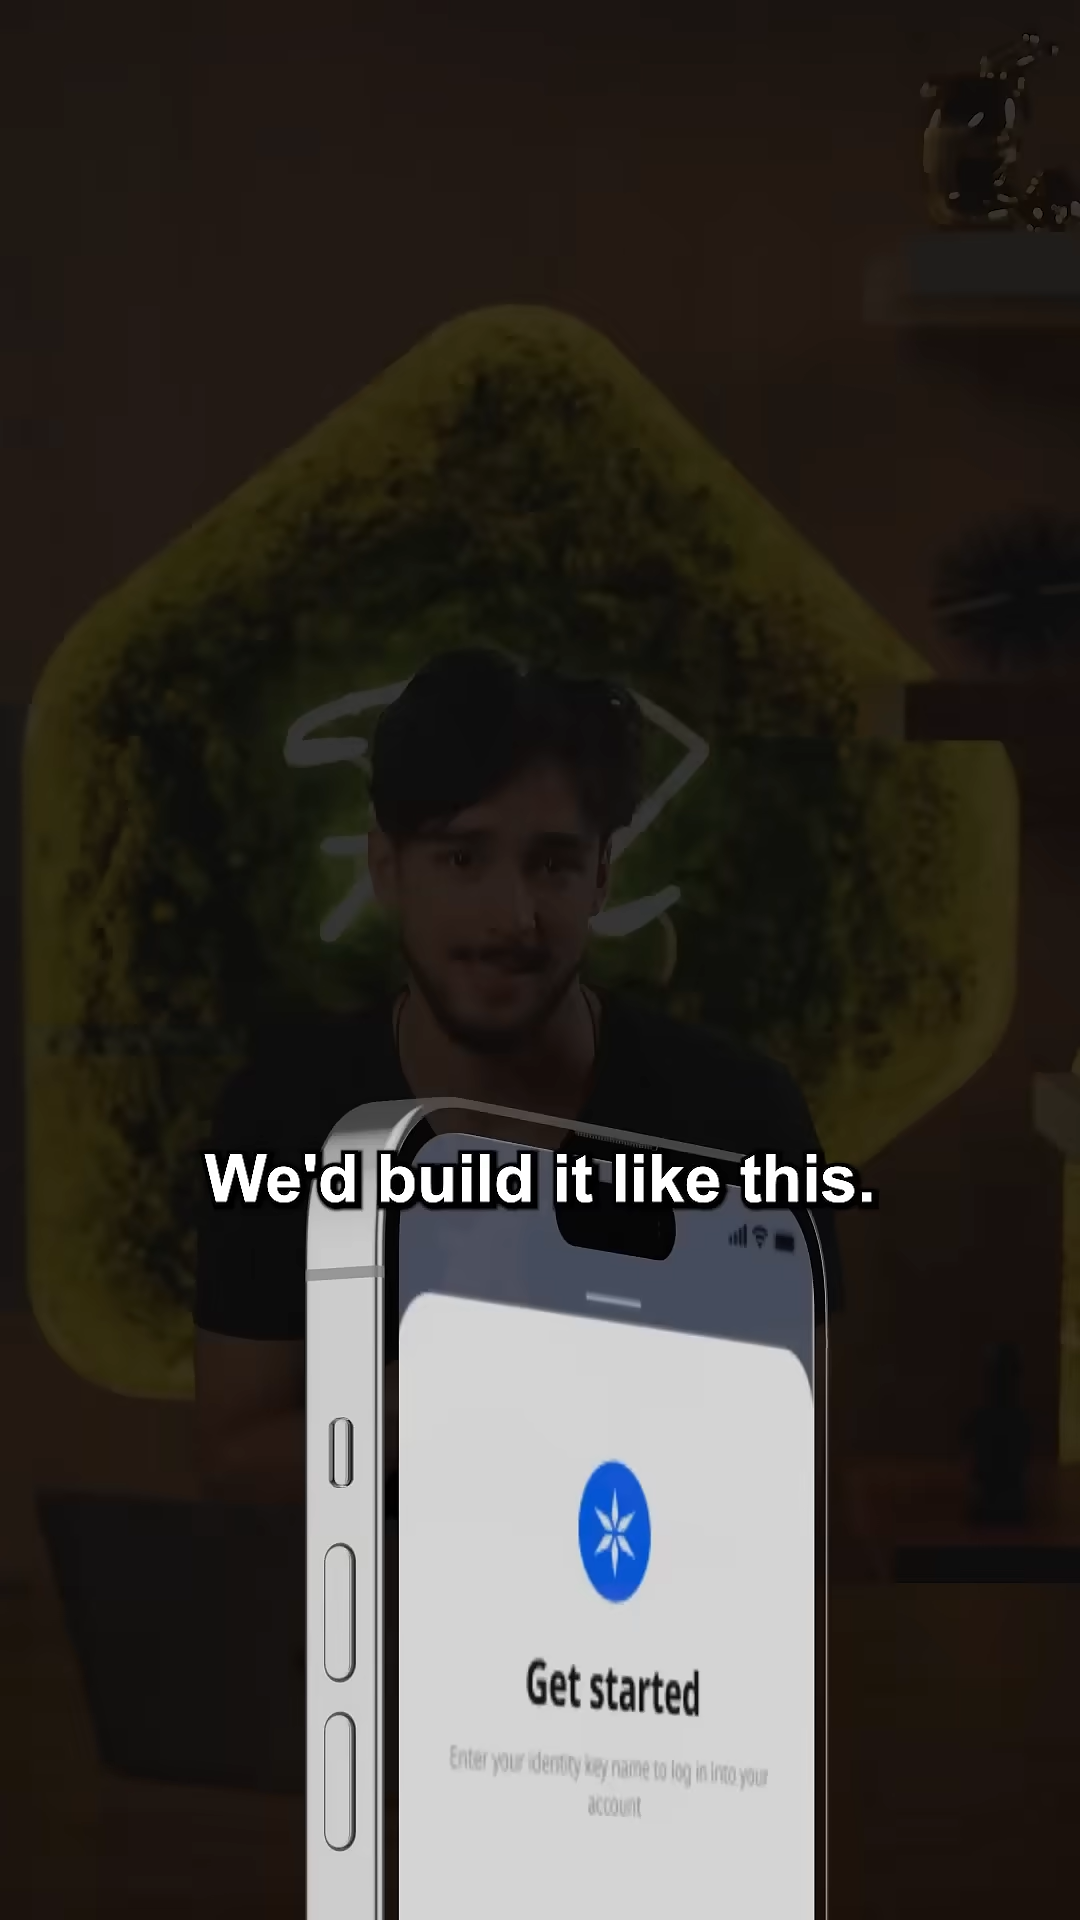 We'd build it like this.
Get started
Enter your identity key name to log in into your
account